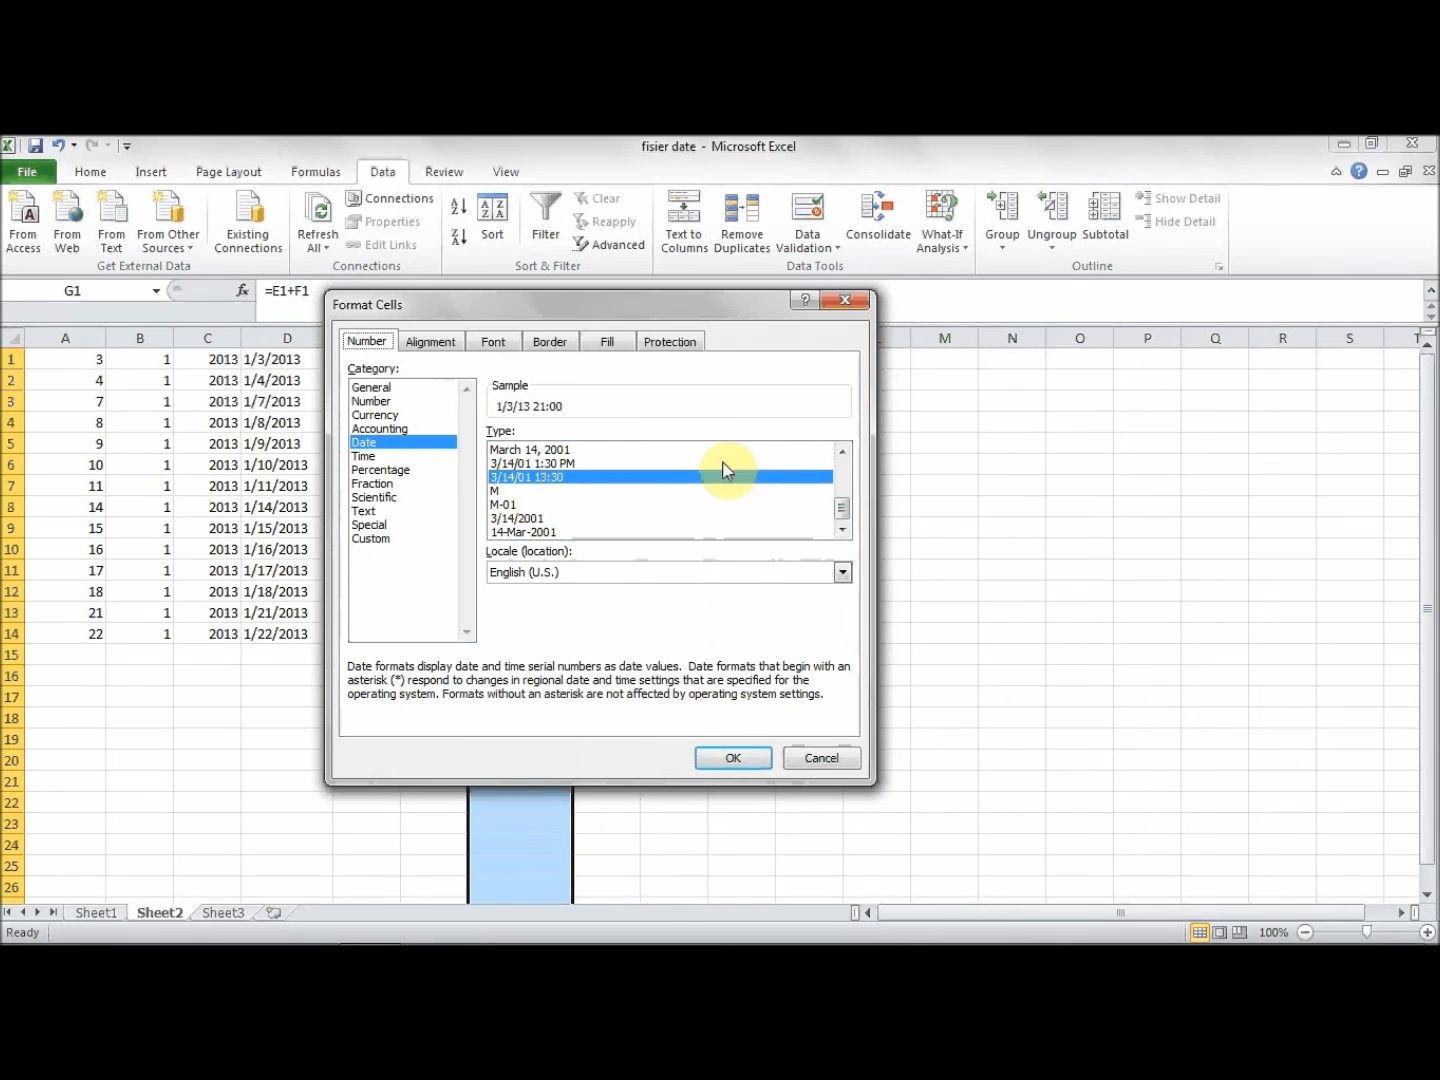 fisier date - Microsoft Excel
File Home Insert Page Layout Formulas Data Review View
From Access
From Web
From Text
From Other Sources
Existing Connections
Get External Data
Refresh All
Connections
Properties
Edit Links
Connections
Sort
Filter
Clear
Reapply
Advanced
Sort & Filter
Text to Columns
Remove Duplicates
Data Validation
Consolidate
What-If Analysis
Data Tools
Group
Ungroup
Subtotal
Show Detail
Hide Detail
Outline
G1 fx =E1+F1
A B C D M N O P Q R S T
1 3 1 2013 1/3/2013
2 4 1 2013 1/4/2013
3 7 1 2013 1/7/2013
4 8 1 2013 1/8/2013
5 9 1 2013 1/9/2013
6 10 1 2013 1/10/2013
7 11 1 2013 1/11/2013
8 14 1 2013 1/14/2013
9 15 1 2013 1/15/2013
10 16 1 2013 1/16/2013
11 17 1 2013 1/17/2013
12 18 1 2013 1/18/2013
13 21 1 2013 1/21/2013
14 22 1 2013 1/22/2013
15
16
17
18
19
20
21
22
23
24
25
26
Format Cells
Number Alignment Font Border Fill Protection
Category:
General
Number
Currency
Accounting
Date
Time
Percentage
Fraction
Scientific
Text
Special
Custom
Sample
1/3/13 21:00
Type:
March 14, 2001
3/14/01 1:30 PM
3/14/01 13:30
M
M-01
3/14/2001
14-Mar-2001
Locale (location):
English (U.S.)
Date formats display date and time serial numbers as date values. Date formats that begin with an
asterisk (*) respond to changes in regional date and time settings that are specified for the
operating system. Formats without an asterisk are not affected by operating system settings.
OK Cancel
Sheet1 Sheet2 Sheet3
Ready 100%